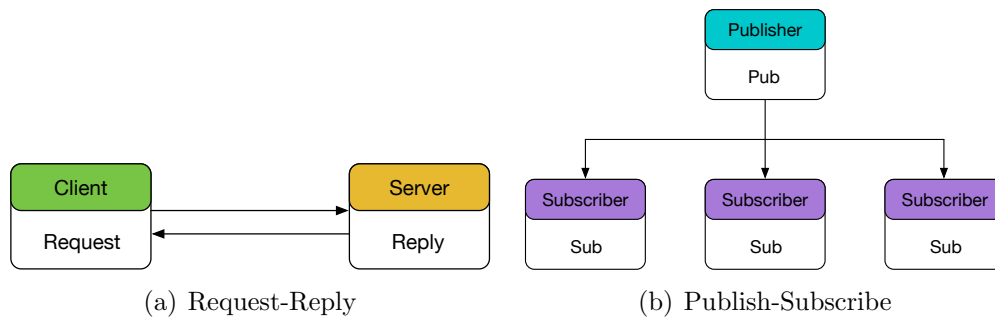 Client
Request
Server
Reply
(a) Request-Reply
Publisher
Pub
Subscriber
Sub
Subscriber
Sub
Subscriber
Sub
(b) Publish-Subscribe